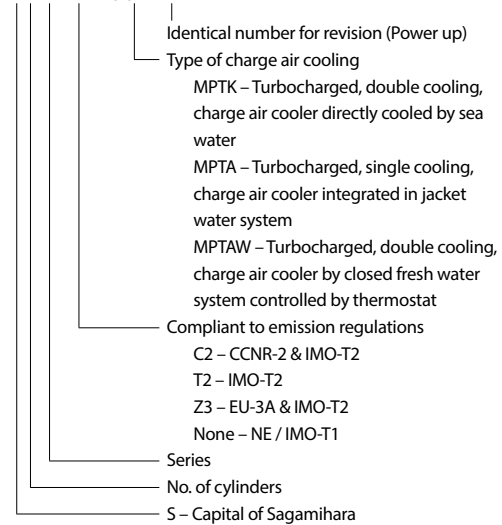 Identical number for revision (Power up)
Type of charge air cooling
MPTK – Turbocharged, double cooling,
charge air cooler directly cooled by sea
water
MPTA – Turbocharged, single cooling,
charge air cooler integrated in jacket
water system
MPTAW – Turbocharged, double cooling,
charge air cooler by closed fresh water
system controlled by thermostat
Compliant to emission regulations
C2 – CCNR-2 & IMO-T2
T2 – IMO-T2
Z3 – EU-3A & IMO-T2
None – NE / IMO-T1
Series
No. of cylinders
S – Capital of Sagamihara